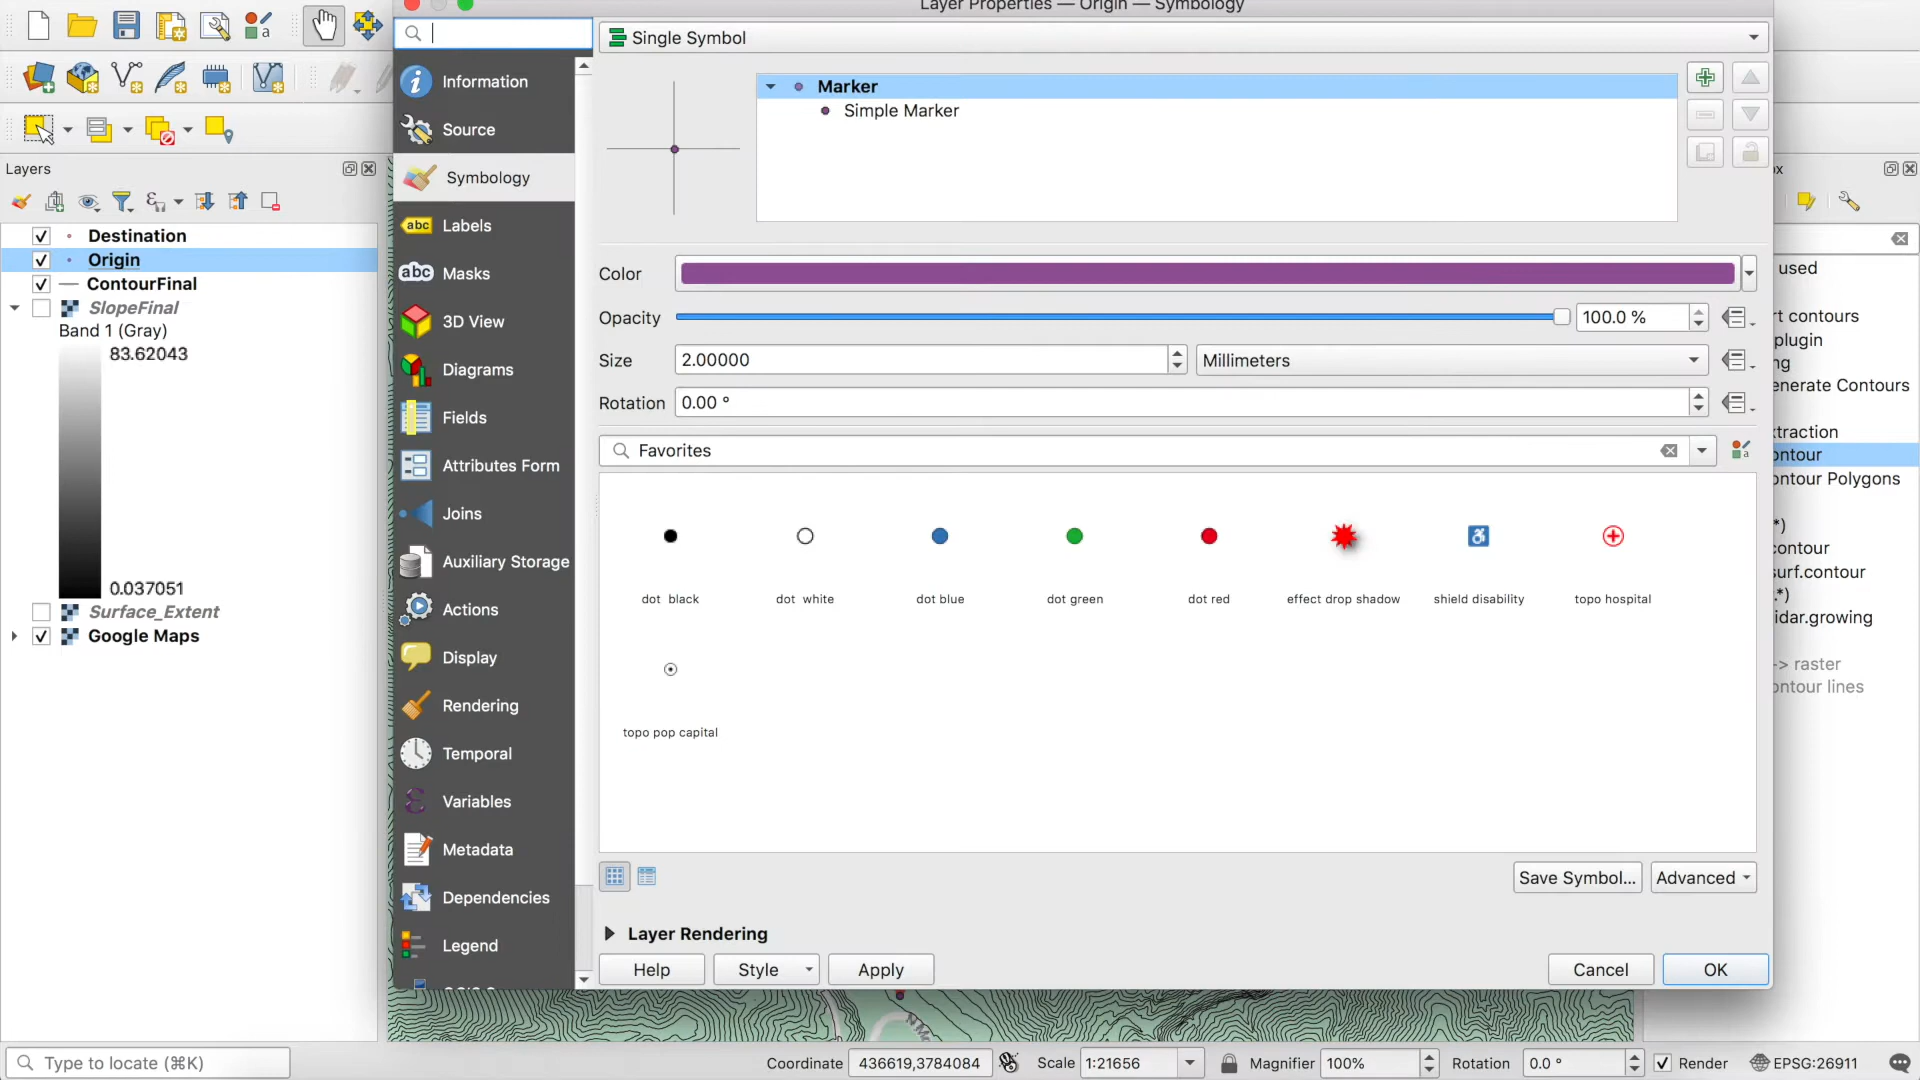 Layer Properties — Origin — Symbology
Single Symbol
Information
Source
Symbology
Labels
Masks
3D View
Diagrams
Fields
Attributes Form
Joins
Auxiliary Storage
Actions
Display
Rendering
Temporal
Variables
Metadata
Dependencies
Legend
Marker
Simple Marker
Color
Opacity
100.0 %
Size
2.00000
Millimeters
Rotation
0.00 °
Favorites
dot black
dot white
dot blue
dot green
dot red
effect drop shadow
shield disability
topo hospital
topo pop capital
Save Symbol...
Advanced
Layer Rendering
Help
Style
Apply
Cancel
OK
Layers
Destination
Origin
ContourFinal
SlopeFinal
Band 1 (Gray)
83.62043
0.037051
Surface_Extent
Google Maps
x
used
rt contours
plugin
ng
enerate Contours
traction
ontour
ontour Polygons
*)
contour
surf.contour
.*)
idar.growing
-> raster
ontour lines
Type to locate (⌘K)
Coordinate
436619,3784084
Scale
1:21656
Magnifier
100%
Rotation
0.0 °
Render
EPSG:26911